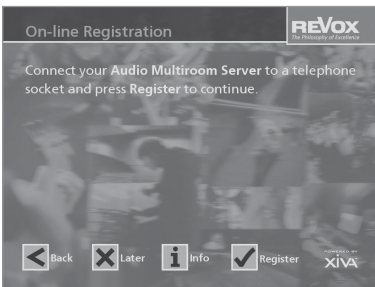 On-line Registration
REVOX
The Philosophy of Excellence
Connect your Audio Multiroom Server to a telephone
socket and press Register to continue.
Back Later Info Register
POWERED BY
XiVA